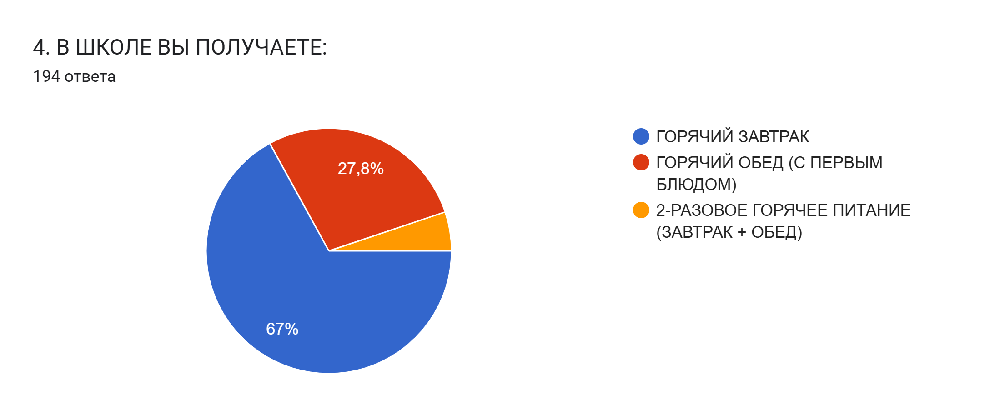 4. В ШКОЛЕ ВЫ ПОЛУЧАЕТЕ:
194 ответа
27,8%
67%
ГОРЯЧИЙ ЗАВТРАК
ГОРЯЧИЙ ОБЕД (С ПЕРВЫМ
БЛЮДОМ)
2-РАЗОВОЕ ГОРЯЧЕЕ ПИТАНИЕ
(ЗАВТРАК + ОБЕД)